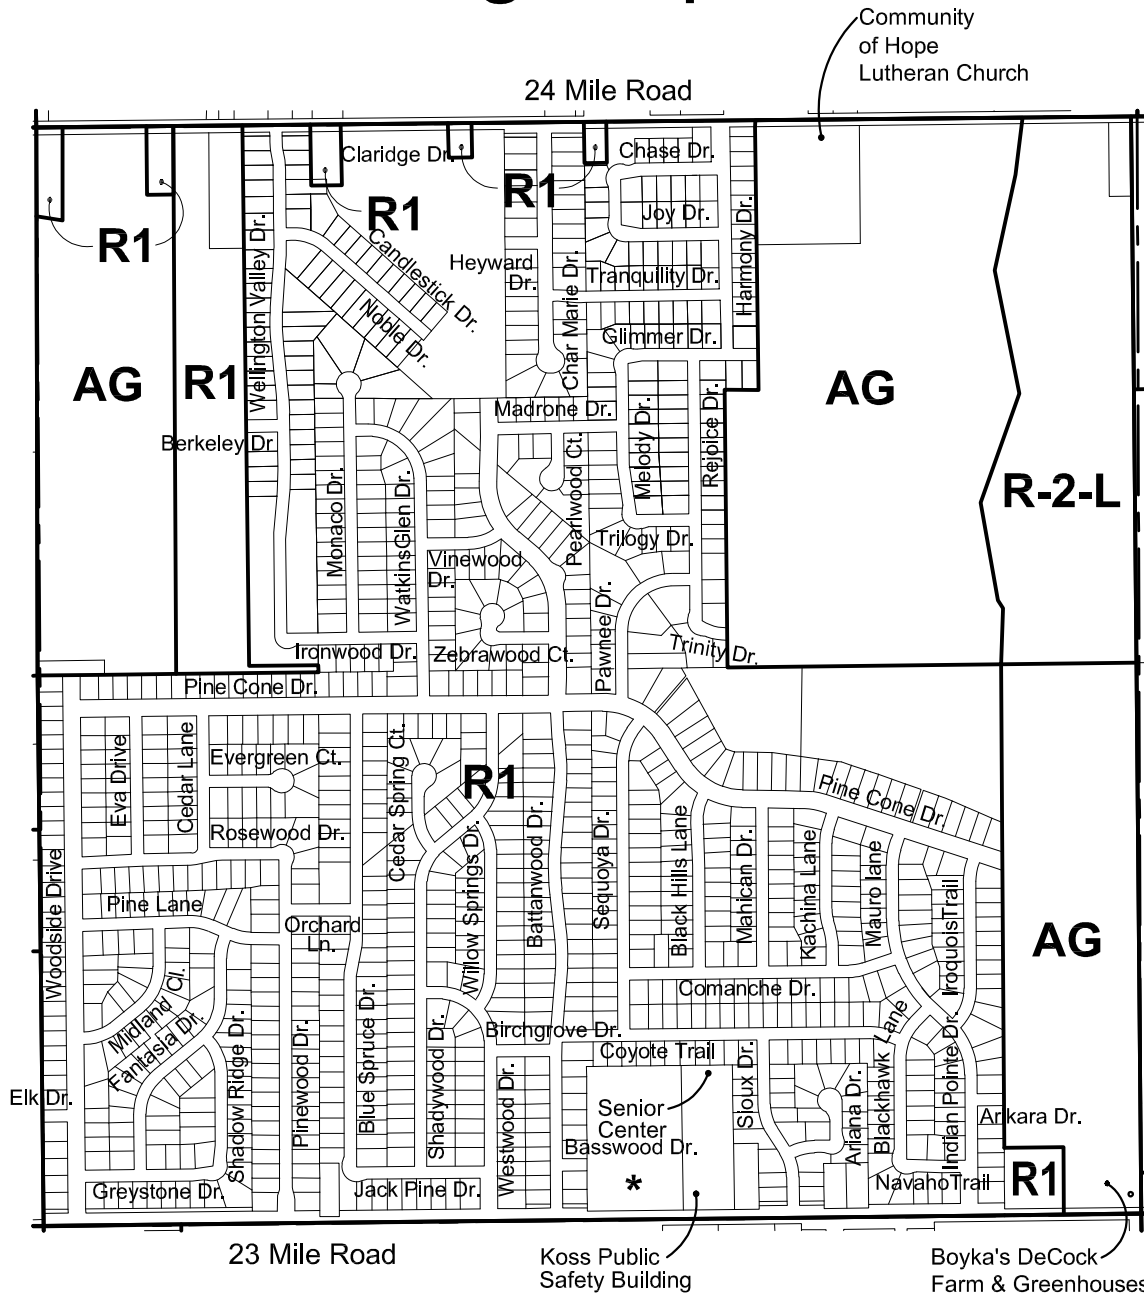 Community
of Hope
Lutheran Church
24 Mile Road
Claridge Dr.
Chase Dr.
R1
R1
Joy Dr.
R1
Candlestick Dr.
Heyward
Dr.
Tranquility Dr.
Harmony Dr.
Wellington Valley Dr.
Char Marie Dr.
Noble Dr.
Glimmer Dr.
AG
R1
AG
Madrone Dr.
Berkeley Dr
Melody Dr.
Rejoice Dr.
R-2-L
Monaco Dr.
WatkinsGlen Dr.
Pearlwood Ct.
Trilogy Dr.
Vinewood
Dr.
Pawnee Dr.
Ironwood Dr.
Zebrawood Ct.
Trinity Dr.
Pine Cone Dr.
Eva Drive
Cedar Lane
Evergreen Ct.
Cedar Spring Ct.
R1
Pine Cone Dr.
Rosewood Dr.
Woodside Drive
Willow Springs Dr.
Battanwood Dr.
Sequoya Dr.
Black Hills Lane
Mahican Dr.
Kachina Lane
Mauro lane
IroquoisTrail
Pine Lane
Orchard
Ln.
AG
Midland Cl.
Fantasia Dr.
Comanche Dr.
Shadow Ridge Dr.
Pinewood Dr.
Blue Spruce Dr.
Shadywood Dr.
Birchgrove Dr.
Coyote Trail
Blackhawk Lane
Indian Pointe Dr.
Elk Dr.
Westwood Dr.
Senior
Center
Basswood Dr.
Sioux Dr.
Ariana Dr.
Arikara Dr.
Greystone Dr.
Jack Pine Dr.
*
NavahoTrail
R1
23 Mile Road
Koss Public
Safety Building
Boyka's DeCock
Farm & Greenhouses